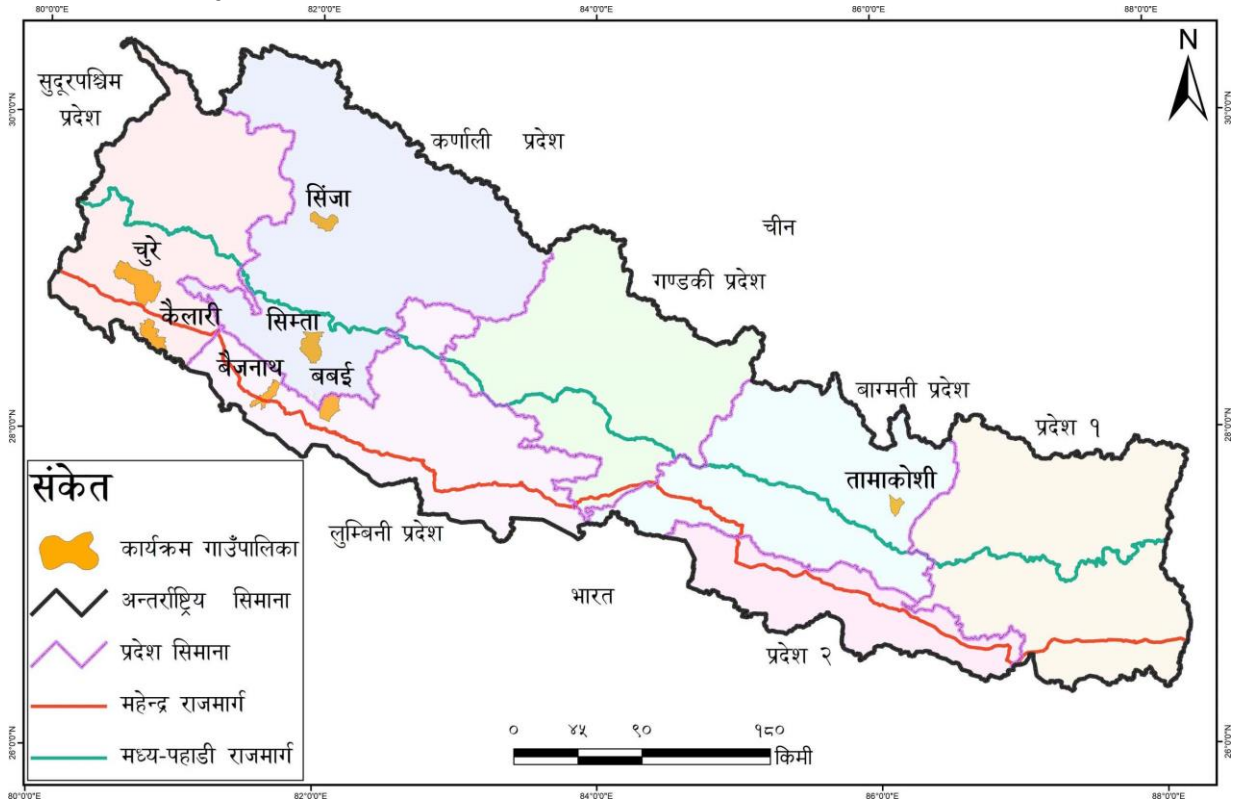 80°0'0"E 82°0'0"E 84°0'0"E 86°0'0"E 88°0'0"E
N
30°0'0"N
30°0'0"N
सुदूरपश्चिम
प्रदेश
कर्णाली प्रदेश
सिंजा
चीन
चुरे
गण्डकी प्रदेश
कैलारी
सिम्ता
बैजनाथ
बबई
बाग्मती प्रदेश
प्रदेश १
28°0'0"N
28°0'0"N
तामाकोशी
संकेत
कार्यक्रम गाउँपालिका
अन्तर्राष्ट्रिय सिमाना
प्रदेश सिमाना
महेन्द्र राजमार्ग
मध्य-पहाडी राजमार्ग
लुम्बिनी प्रदेश
भारत
प्रदेश २
० ४५ ९० १८०
किमी
26°0'0"N
26°0'0"N
80°0'0"E 82°0'0"E 84°0'0"E 86°0'0"E 88°0'0"E